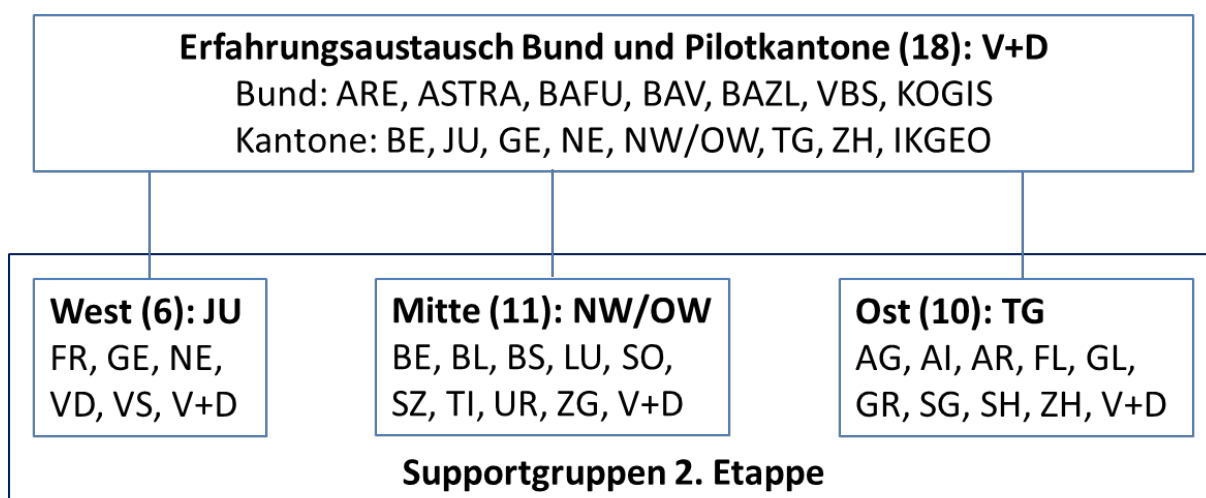 Erfahrungsaustausch Bund und Pilotkantone (18): V+D
Bund: ARE, ASTRA, BAFU, BAV, BAZL, VBS, KOGIS
Kantone: BE, JU, GE, NE, NW/OW, TG, ZH, IKGEO
West (6): JU
FR, GE, NE,
VD, VS, V+D
Mitte (11): NW/OW
BE, BL, BS, LU, SO,
SZ, TI, UR, ZG, V+D
Ost (10): TG
AG, AI, AR, FL, GL,
GR, SG, SH, ZH, V+D
Supportgruppen 2. Etappe